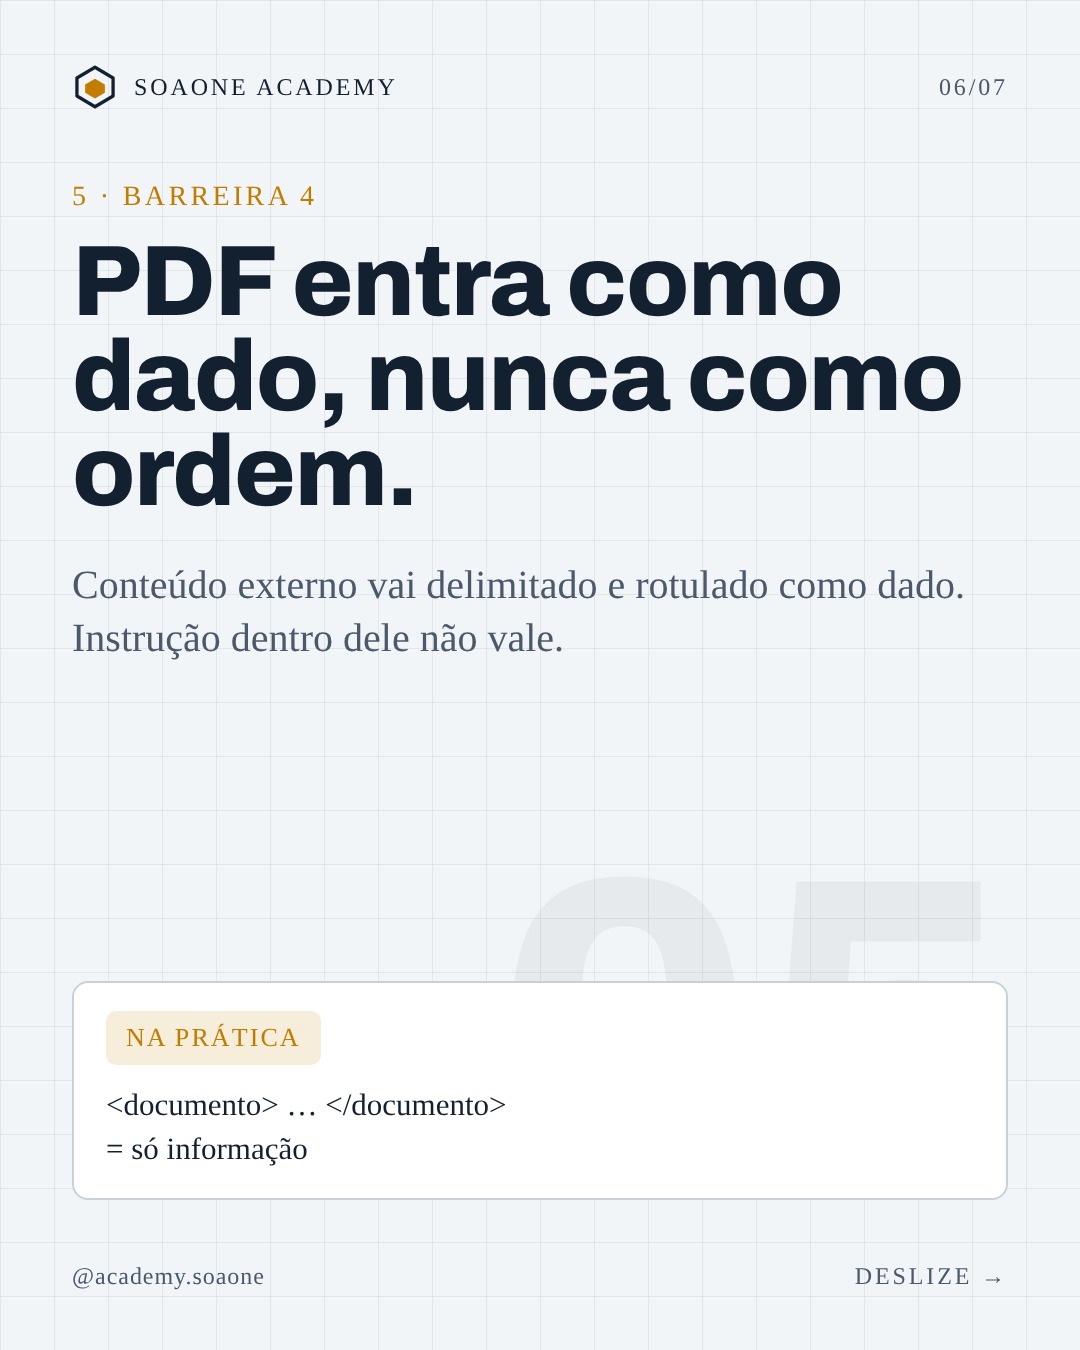 SOAONE ACADEMY
06/07
5 · BARREIRA 4
PDF entra como
dado, nunca como
ordem.
Conteúdo externo vai delimitado e rotulado como dado.
Instrução dentro dele não vale.
05
NA PRÁTICA
<documento> … </documento>
= só informação
@academy.soaone
DESLIZE →